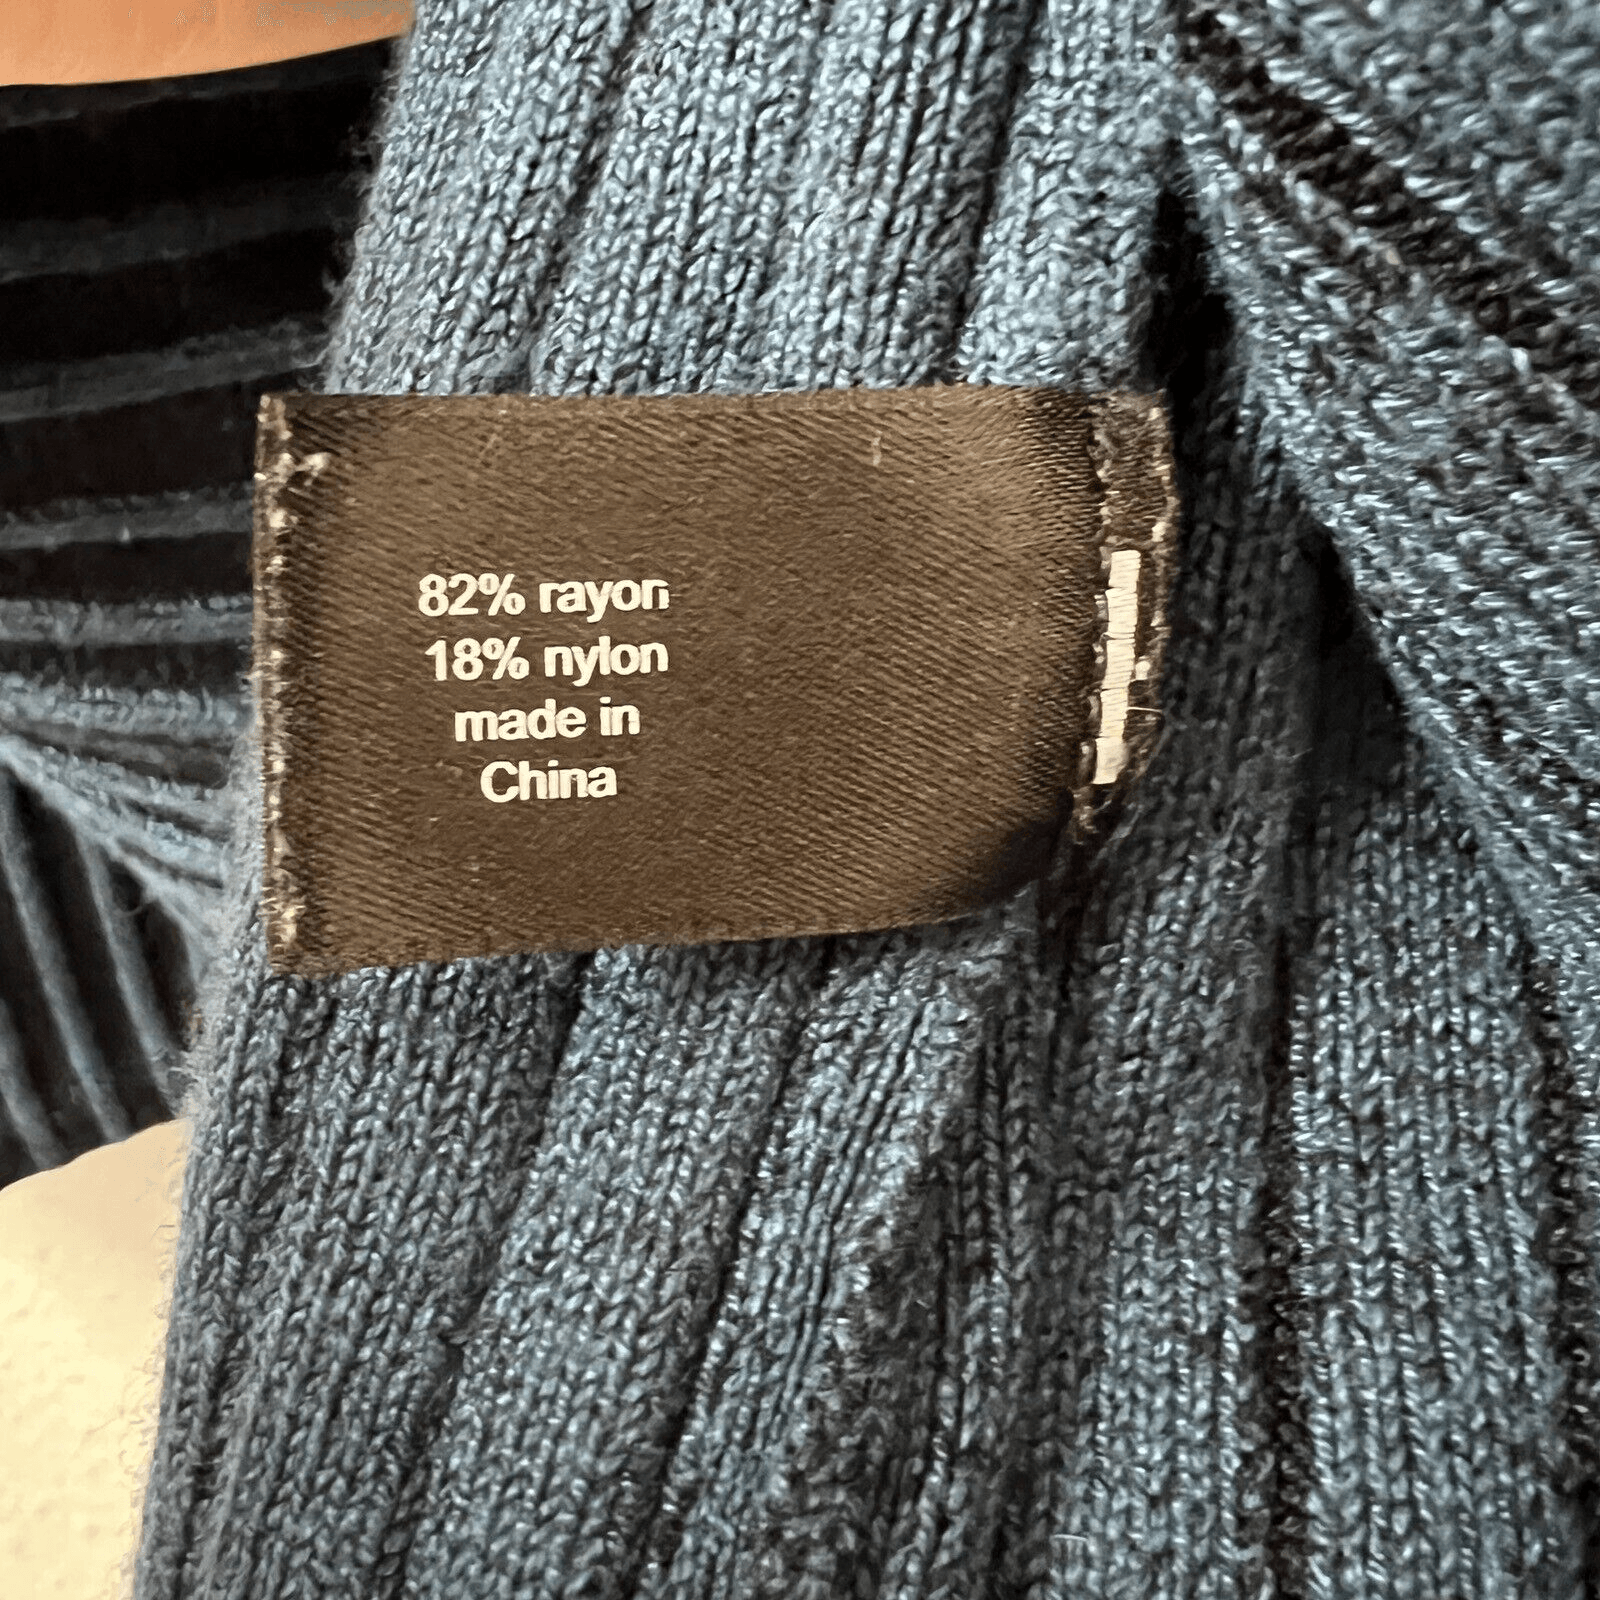 82% rayon
18% nylon
made in
China